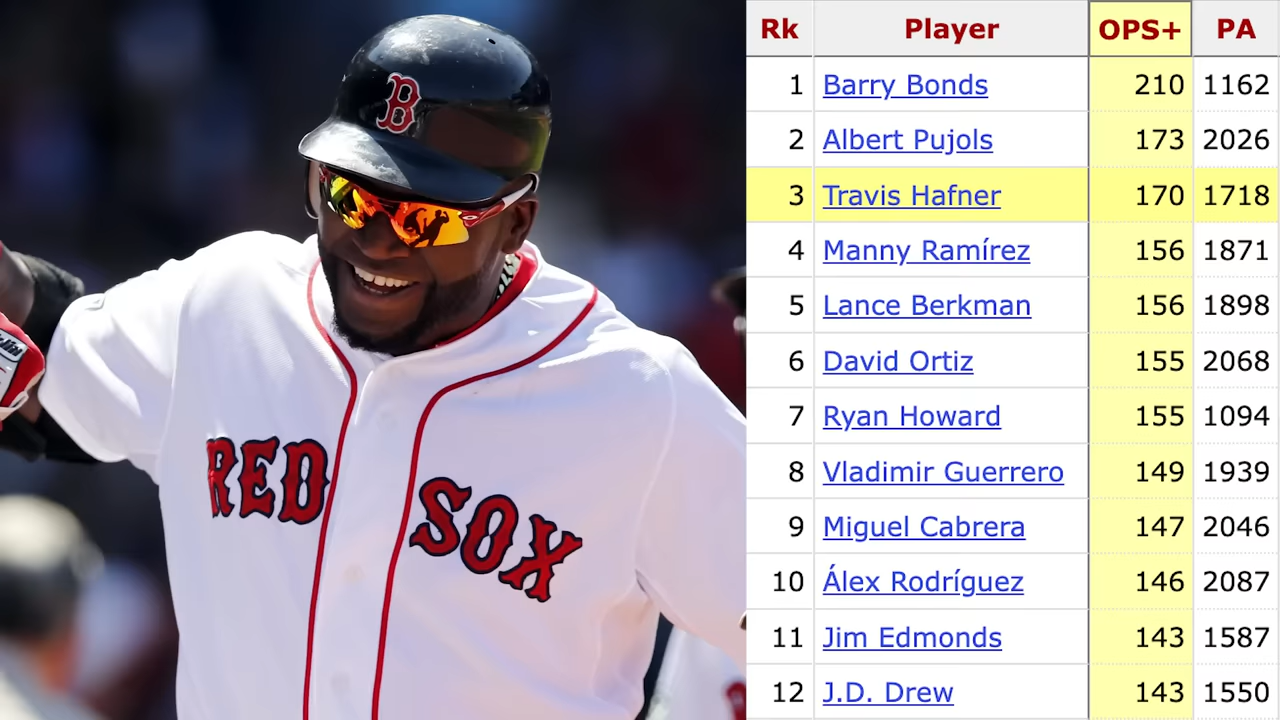 B
RED SOX
Rk Player OPS+ PA
1 Barry Bonds 210 1162
2 Albert Pujols 173 2026
3 Travis Hafner 170 1718
4 Manny Ramírez 156 1871
5 Lance Berkman 156 1898
6 David Ortiz 155 2068
7 Ryan Howard 155 1094
8 Vladimir Guerrero 149 1939
9 Miguel Cabrera 147 2046
10 Álex Rodríguez 146 2087
11 Jim Edmonds 143 1587
12 J.D. Drew 143 1550